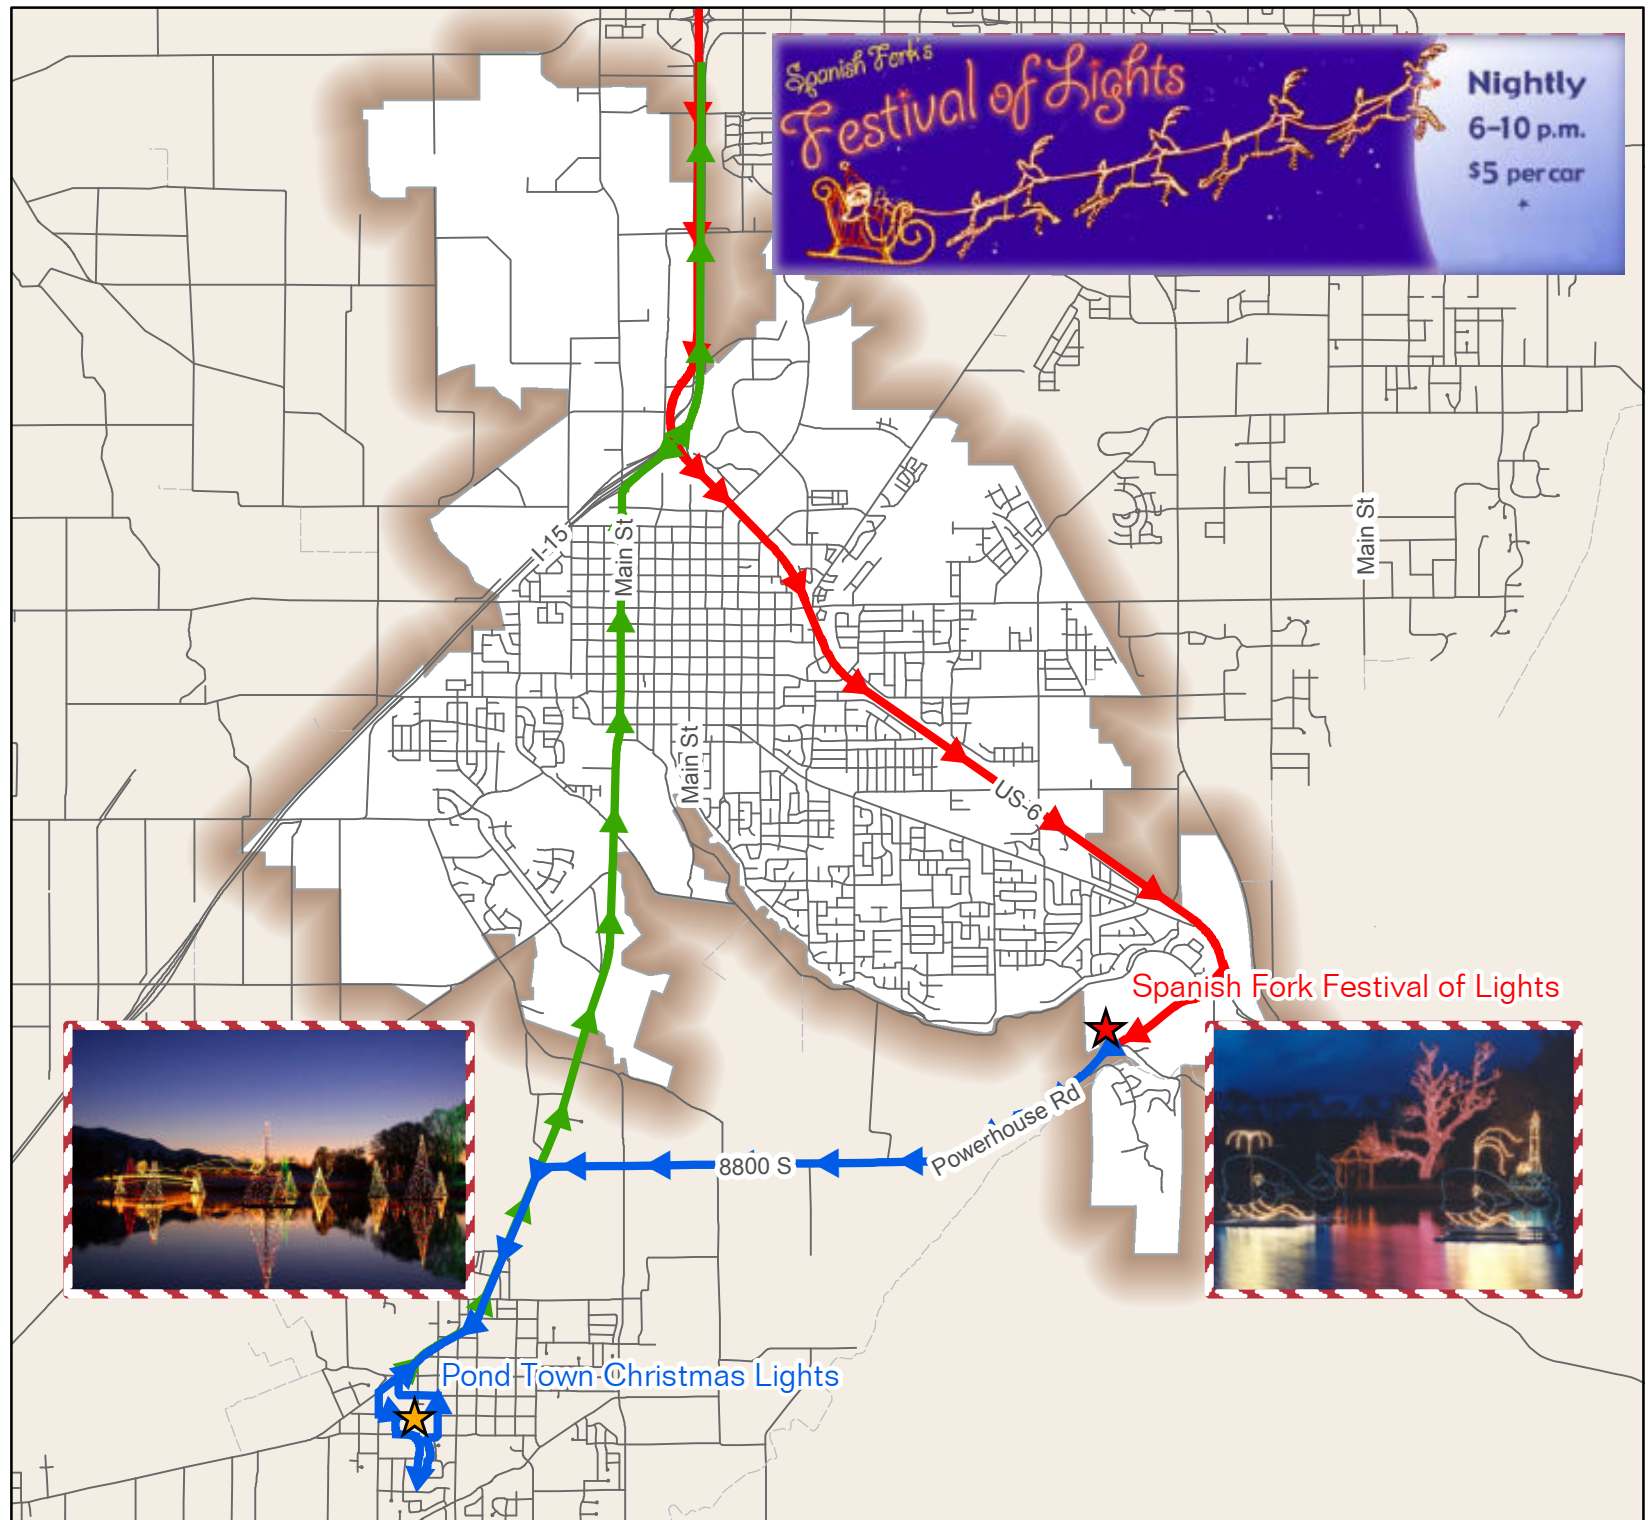 Spanish Fork's
Festival of Lights
Nightly
6-10 p.m.
$5 per car
I-15
Main St
Main St
Main St
US-6
Spanish Fork Festival of Lights
Powerhouse Rd
8800 S
Pond Town Christmas Lights